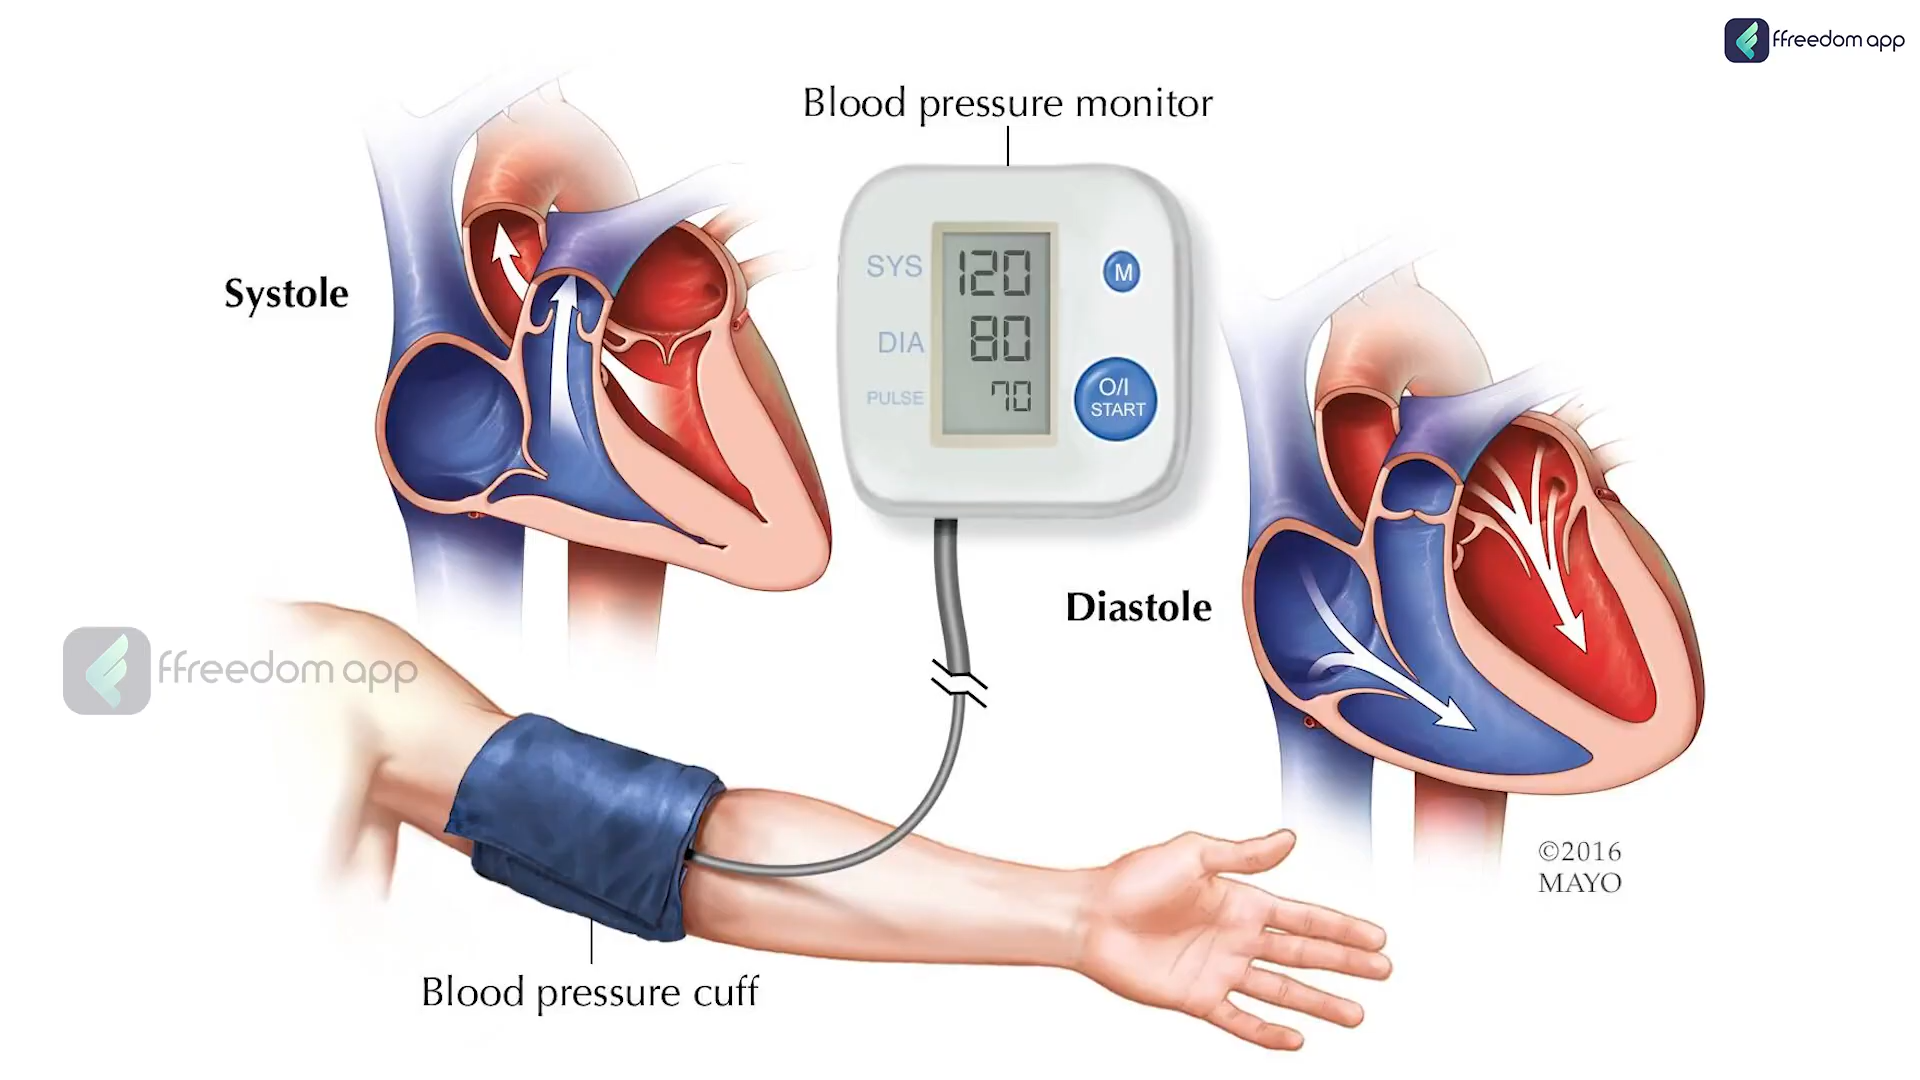 ffreedom app
Blood pressure monitor
Systole
SYS 120
M
DIA 80
PULSE 70
O/I
START
Diastole
ffreedom app
©2016
MAYO
Blood pressure cuff